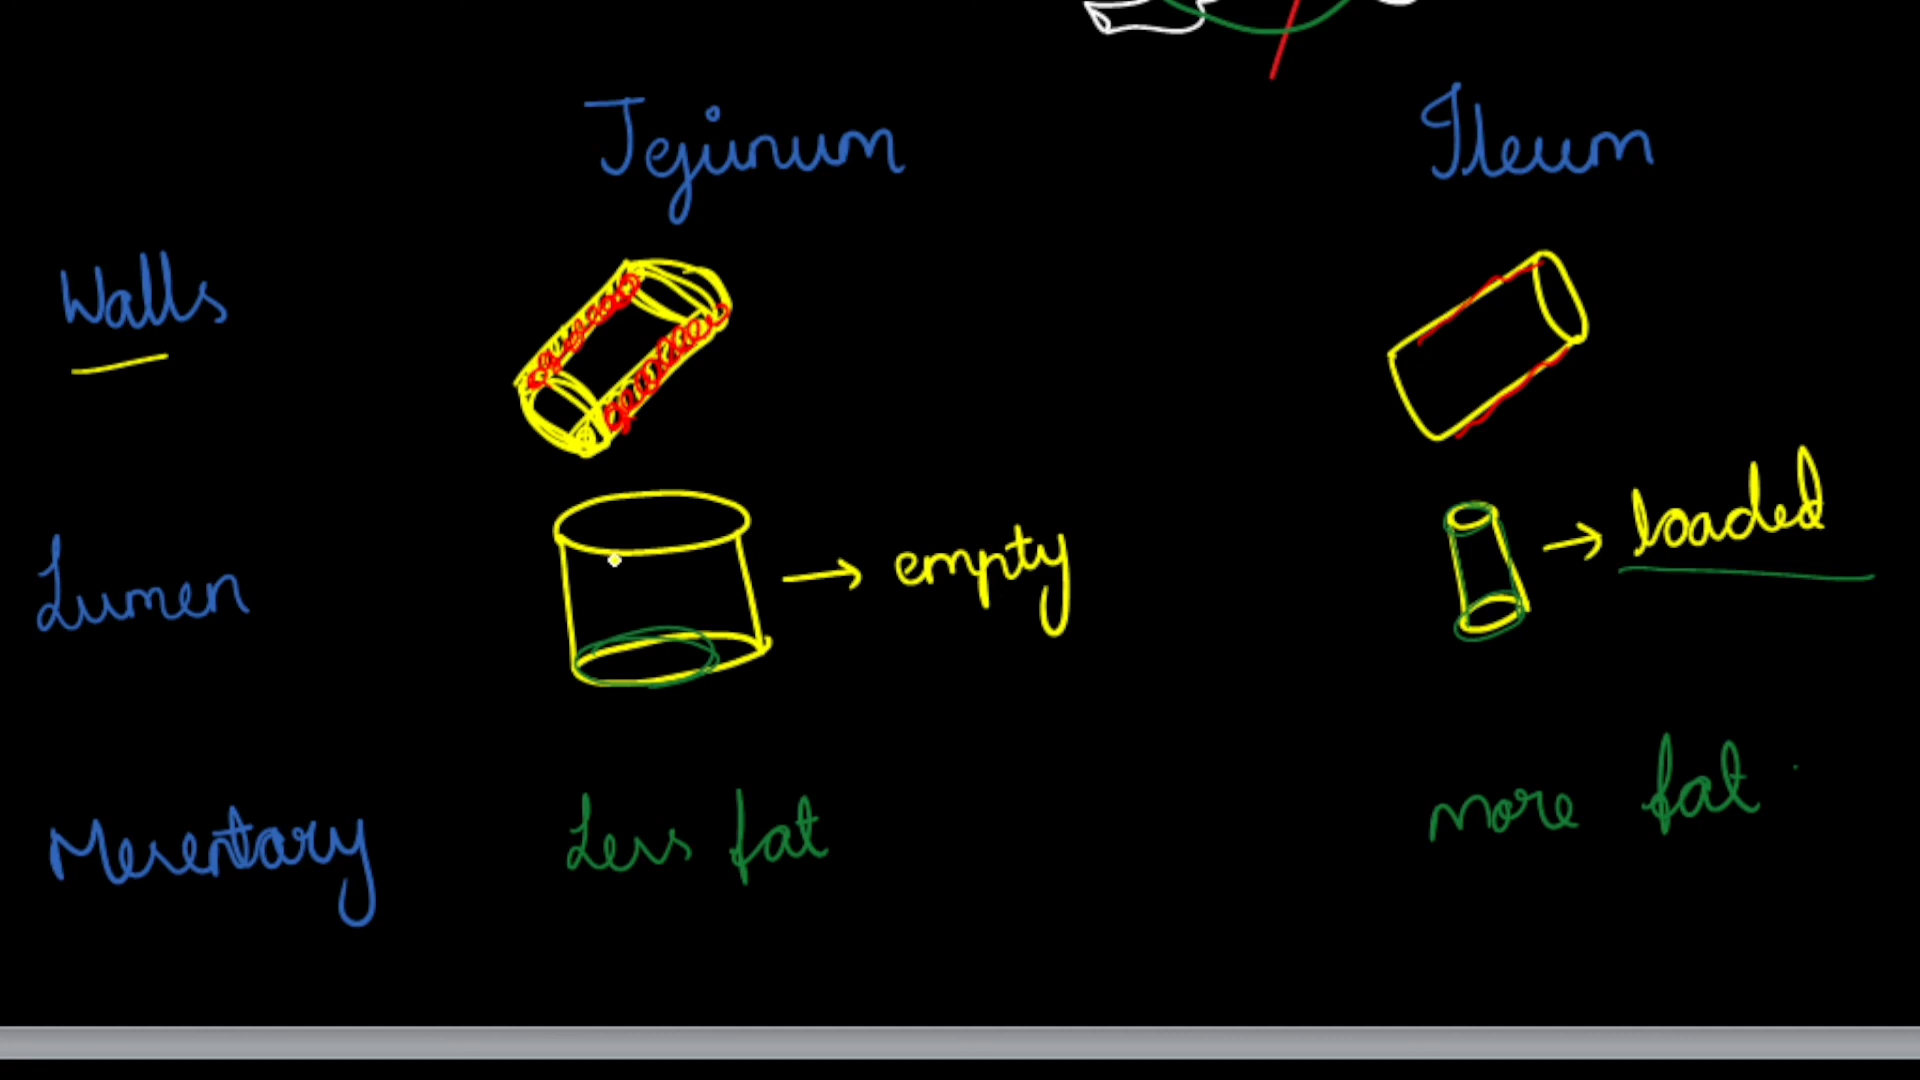 Jejunum Ileum
Walls
Lumen → empty → loaded
Mesentary Less fat more fat